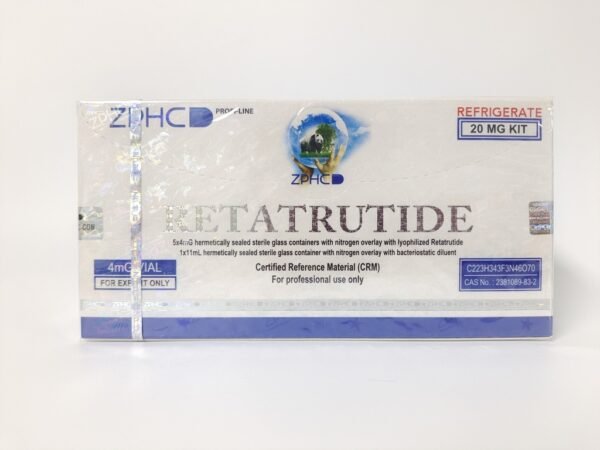 ZPHC
REFRIGERATE
20 MG KIT
ZPHC
RETATRUTIDE
5x4mG hermetically sealed sterile glass containers with nitrogen overlay with lyophilized Retatrutide
1x11mL hermetically sealed sterile glass container with nitrogen overlay with bacteriostatic diluent
4mG VIAL
Certified Reference Material (CRM)
C223H343F3N46O70
FOR EXPORT ONLY
For professional use only
CAS No.: 2381089-83-2